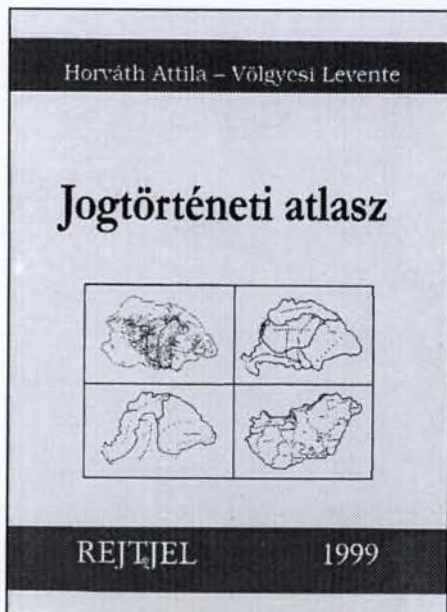 Horváth Attila – Völgyesi Levente
Jogtörténeti atlasz
REJTJEL 1999